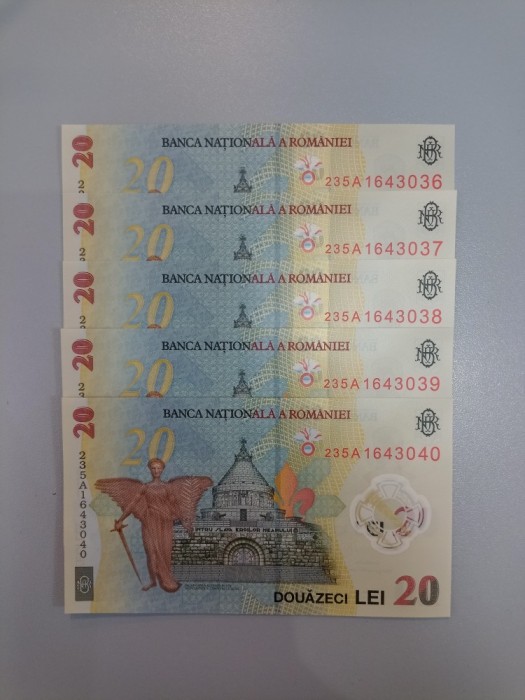 20
BANCA NAȚIONALĂ A ROMÂNIEI
20
235A1643036
20
BANCA NAȚIONALĂ A ROMÂNIEI
20
235A1643037
20
BANCA NAȚIONALĂ A ROMÂNIEI
20
235A1643038
20
BANCA NAȚIONALĂ A ROMÂNIEI
20
235A1643039
20
BANCA NAȚIONALĂ A ROMÂNIEI
20
235A1643040
235A1643040
DOUĂZECI LEI 20